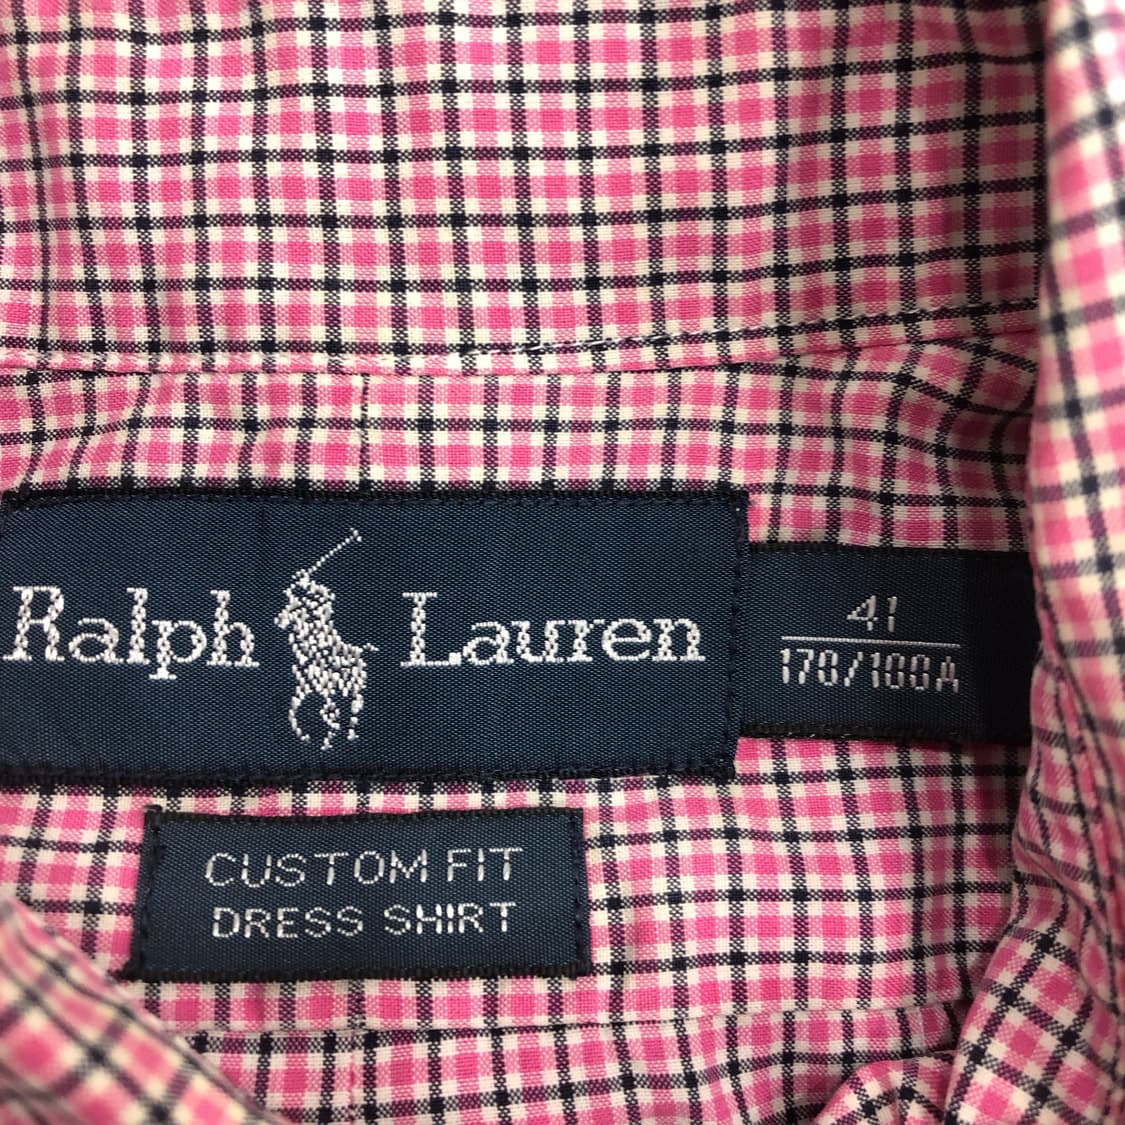 Ralph Lauren
41
170/100A
CUSTOM FIT
DRESS SHIRT